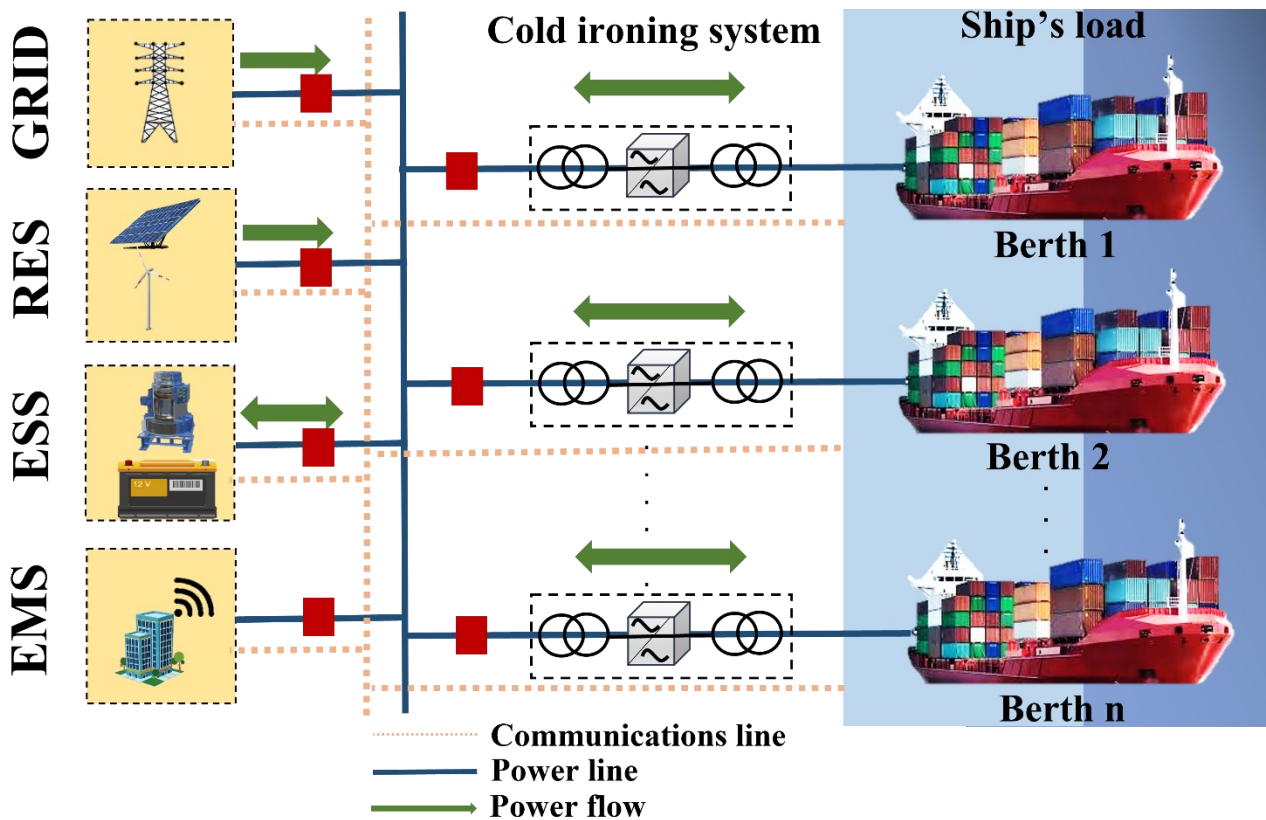 GRID
RES
ESS
EMS
12 V
Cold ironing system
Ship's load
Berth 1
Berth 2
Berth n
Communications line
Power line
Power flow